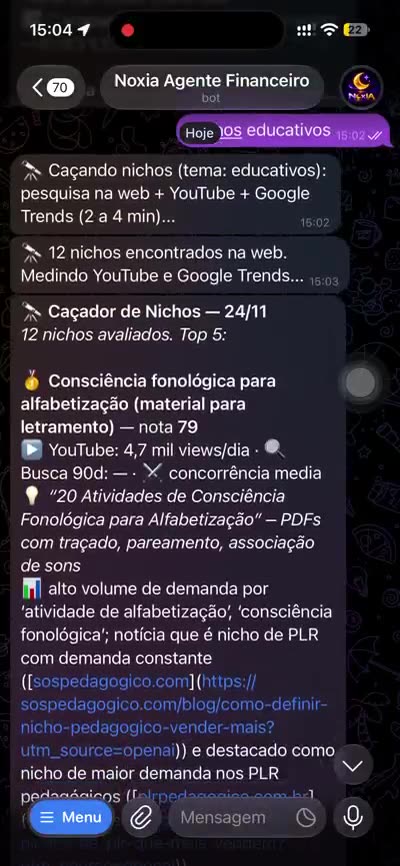 15:04
22
70
Noxia Agente Financeiro
bot
NOXIA
Hoje
educativos 15:02
🔭 Caçando nichos (tema: educativos):
pesquisa na web + YouTube + Google
Trends (2 a 4 min)... 15:02
🔭 12 nichos encontrados na web.
Medindo YouTube e Google Trends... 15:03
🔭 Caçador de Nichos — 24/11
12 nichos avaliados. Top 5:
🥇 Consciência fonológica para
alfabetização (material para
letramento) — nota 79
▶️ YouTube: 4,7 mil views/dia · 🔍
Busca 90d: — · ⚔️ concorrência media
💡 “20 Atividades de Consciência
Fonológica para Alfabetização” — PDFs
com traçado, pareamento, associação
de sons
📊 alto volume de demanda por
‘atividade de alfabetização’, ‘consciência
fonológica’; notícia que é nicho de PLR
com demanda constante
([sospedagogico.com](https://
sospedagogico.com/blog/como-definir-
nicho-pedagogico-vender-mais?
utm_source=openai)) e destacado como
nicho de maior demanda nos PLR
pedagógicos ([plrpedagogico.com.br]
Menu
Mensagem